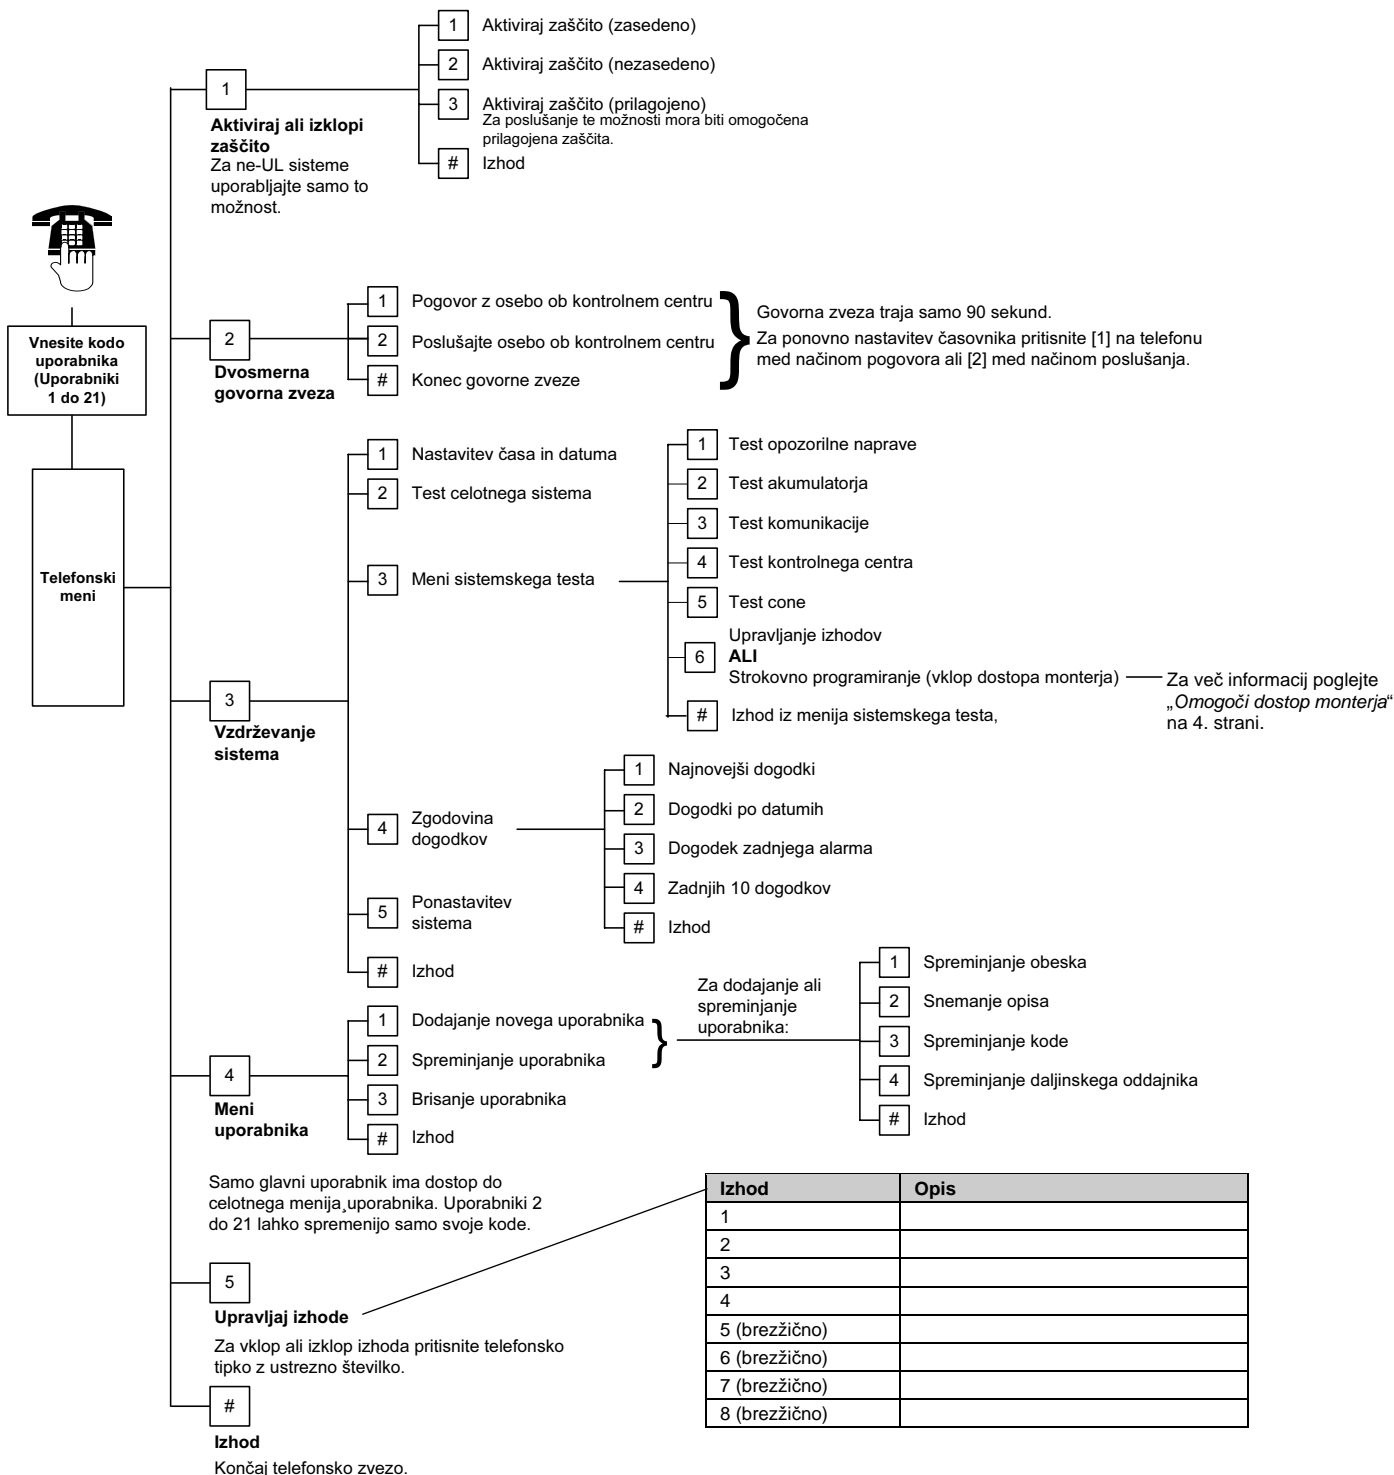 1 Aktiviraj zaščito (zasedeno)
2 Aktiviraj zaščito (nezasedeno)
3 Aktiviraj zaščito (prilagojeno)
Za poslušanje te možnosti mora biti omogočena
prilagojena zaščita.
# Izhod
1
Aktiviraj ali izklopi
zaščito
Za ne-UL sisteme
uporabljajte samo to
možnost.
Vnesite kodo
uporabnika
(Uporabniki
1 do 21)
Telefonski
meni
2
Dvosmerna
govorna zveza
1 Pogovor z osebo ob kontrolnem centru
2 Poslušajte osebo ob kontrolnem centru
# Konec govorne zveze
Govorna zveza traja samo 90 sekund.
Za ponovno nastavitev časovnika pritisnite [1] na telefonu
med načinom pogovora ali [2] med načinom poslušanja.
3
Vzdrževanje
sistema
1 Nastavitev časa in datuma
2 Test celotnega sistema
3 Meni sistemskega testa
1 Test opozorilne naprave
2 Test akumulatorja
3 Test komunikacije
4 Test kontrolnega centra
5 Test cone
Upravljanje izhodov
6 ALI
Strokovno programiranje (vklop dostopa monterja)
Za več informacij poglejte
„Omogoči dostop monterja“
na 4. strani.
# Izhod iz menija sistemskega testa,
4 Zgodovina
dogodkov
1 Najnovejši dogodki
2 Dogodki po datumih
3 Dogodek zadnjega alarma
4 Zadnjih 10 dogodkov
# Izhod
5 Ponastavitev
sistema
# Izhod
4
Meni
uporabnika
1 Dodajanje novega uporabnika
2 Spreminjanje uporabnika
3 Brisanje uporabnika
# Izhod
Za dodajanje ali
spreminjanje
uporabnika:
1 Spreminjanje obeska
2 Snemanje opisa
3 Spreminjanje kode
4 Spreminjanje daljinskega oddajnika
# Izhod
Samo glavni uporabnik ima dostop do
celotnega menija¸uporabnika. Uporabniki 2
do 21 lahko spremenijo samo svoje kode.
5
Upravljaj izhode
Za vklop ali izklop izhoda pritisnite telefonsko
tipko z ustrezno številko.
#
Izhod
Končaj telefonsko zvezo.
Izhod Opis
1
2
3
4
5 (brezžično)
6 (brezžično)
7 (brezžično)
8 (brezžično)